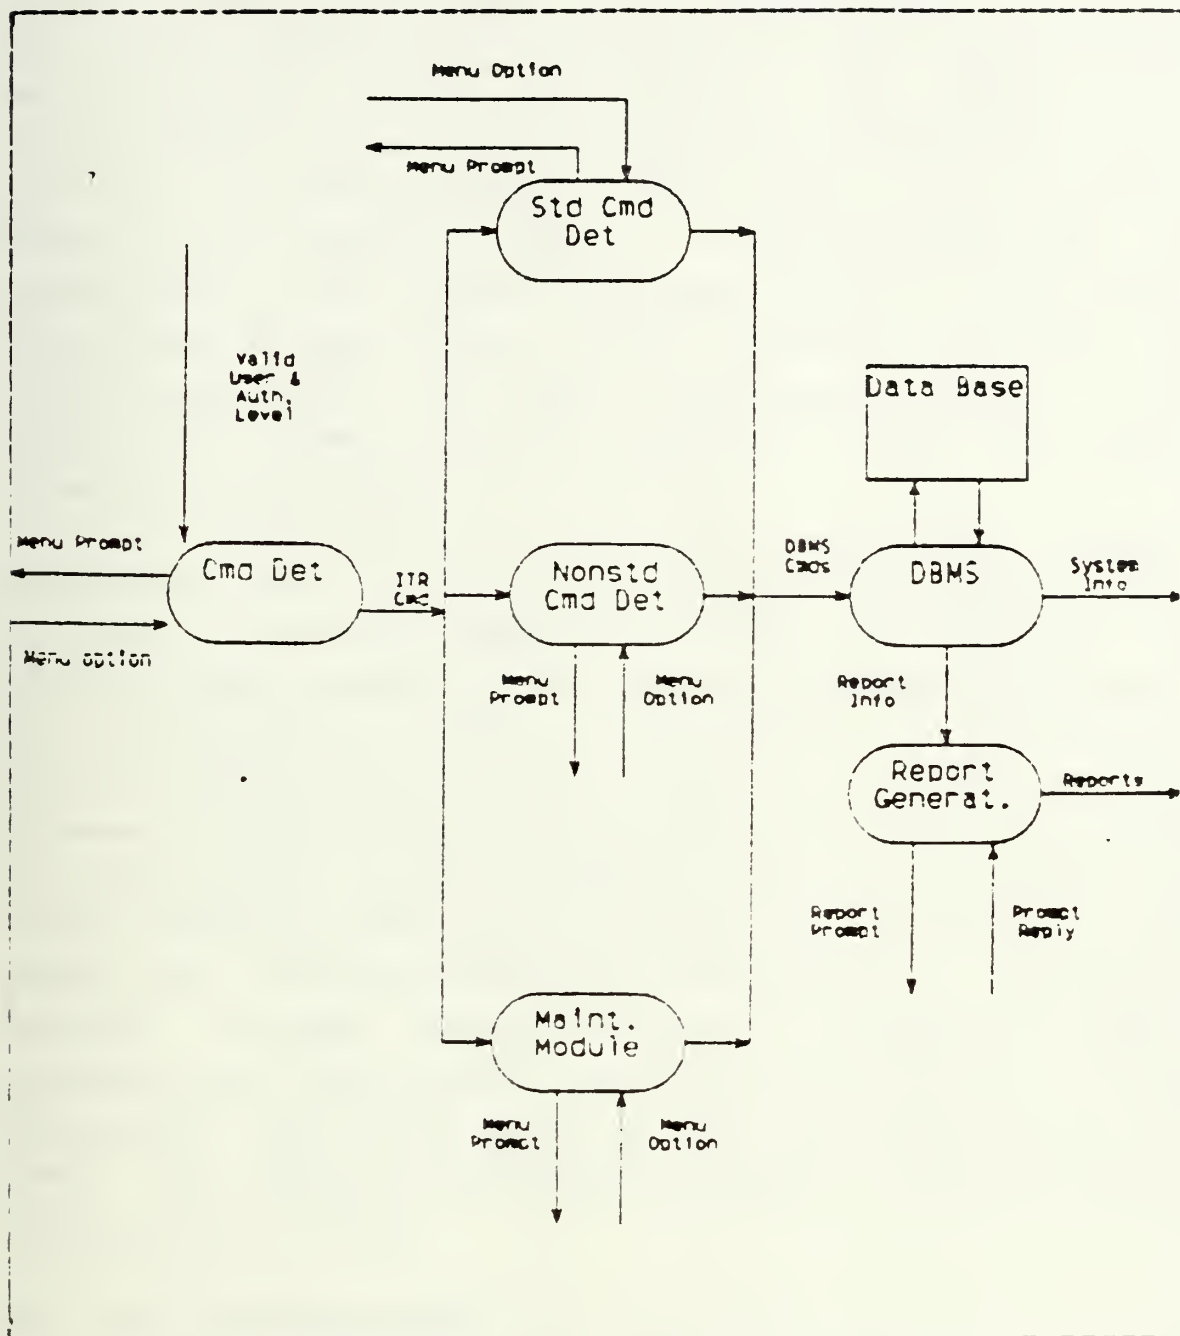 Menu Option
Menu Prompt
Std Cmd
Det
Valid
User &
Auth.
Level
Data Base
Menu Prompt
Cmd Det
ITR
Cmd
Nonstd
Cmd Det
DBMS
Cmds
DBMS
System
Info
Menu option
Menu
Prompt
Menu
Option
Report
Info
Report
Generat.
Reports
Report
Prompt
Prompt
Reply
Maint.
Module
Menu
Prompt
Menu
Option